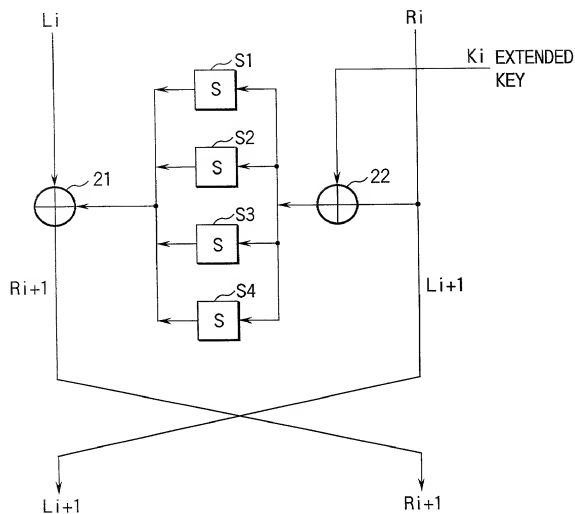 Li
Ri
S1
S
Ki EXTENDED
KEY
S2
S
21
22
S3
S
Ri+1
Li+1
S4
S
Li+1
Ri+1